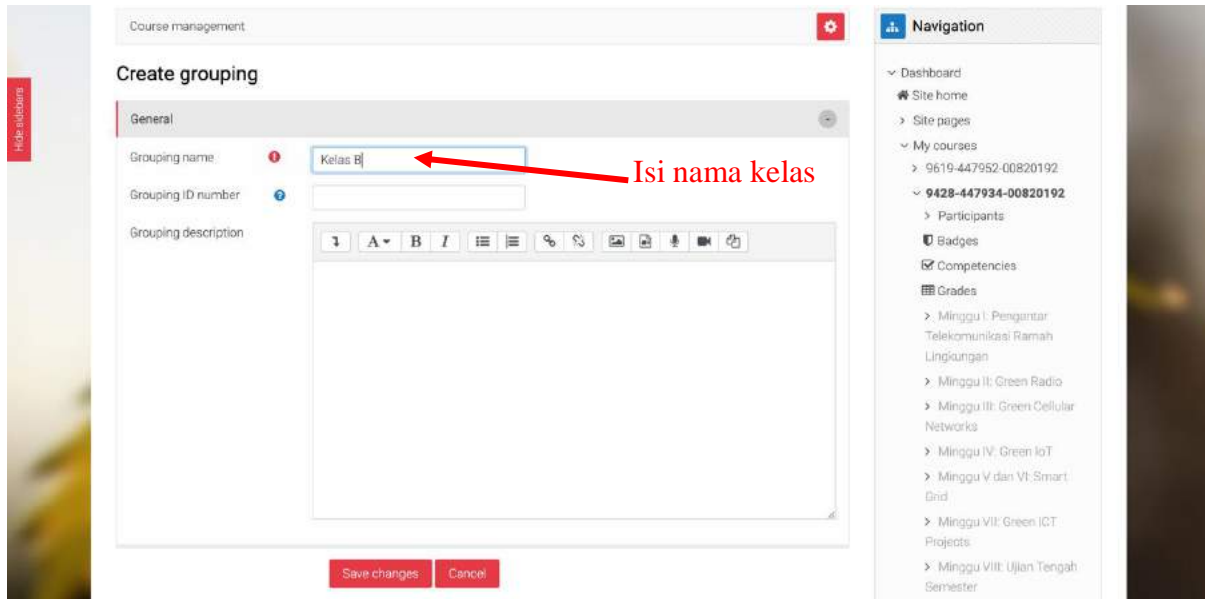 Course management
Navigation
Create grouping
Hide sidebars
General
Grouping name
Kelas B
Isi nama kelas
Grouping ID number
Grouping description
A B I
Save changes
Cancel
Dashboard
Site home
Site pages
My courses
9619-447952-00820192
9428-447934-00820192
Participants
Badges
Competencies
Grades
Minggu I: Pengantar
Telekomunikasi Ramah
Lingkungan
Minggu II: Green Radio
Minggu III: Green Cellular
Networks
Minggu IV: Green IoT
Minggu V dan VI: Smart
Grid
Minggu VII: Green ICT
Projects
Minggu VIII: Ujian Tengah
Semester